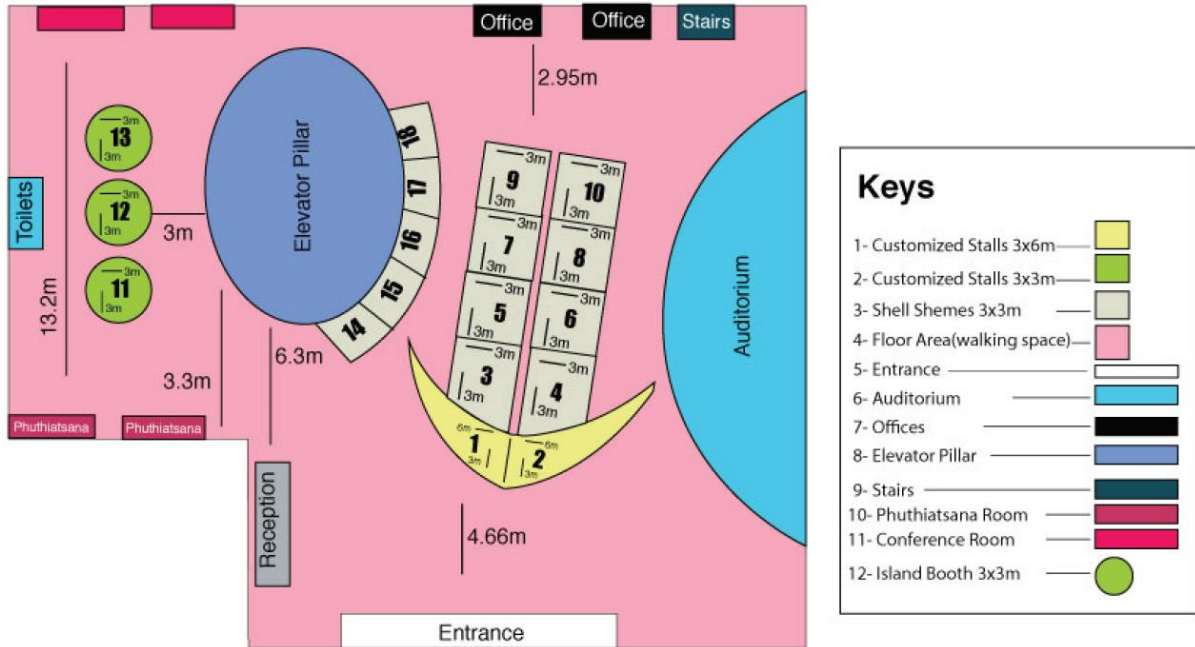 Office
Office
Stairs
2.95m
3m
13
3m
3m
12
3m
3m
11
3m
Toilets
3m
13.2m
Elevator Pillar
18
17
16
15
14
3m
9
3m
3m
10
3m
3m
7
3m
3m
8
3m
3m
5
3m
3m
6
3m
3m
3
3m
3m
4
3m
6m
1
3m
6m
2
3m
Auditorium
6.3m
3.3m
Phuthiatsana
Phuthiatsana
Reception
4.66m
Entrance
Keys
1- Customized Stalls 3x6m
2- Customized Stalls 3x3m
3- Shell Shemes 3x3m
4- Floor Area(walking space)
5- Entrance
6- Auditorium
7- Offices
8- Elevator Pillar
9- Stairs
10- Phuthiatsana Room
11- Conference Room
12- Island Booth 3x3m